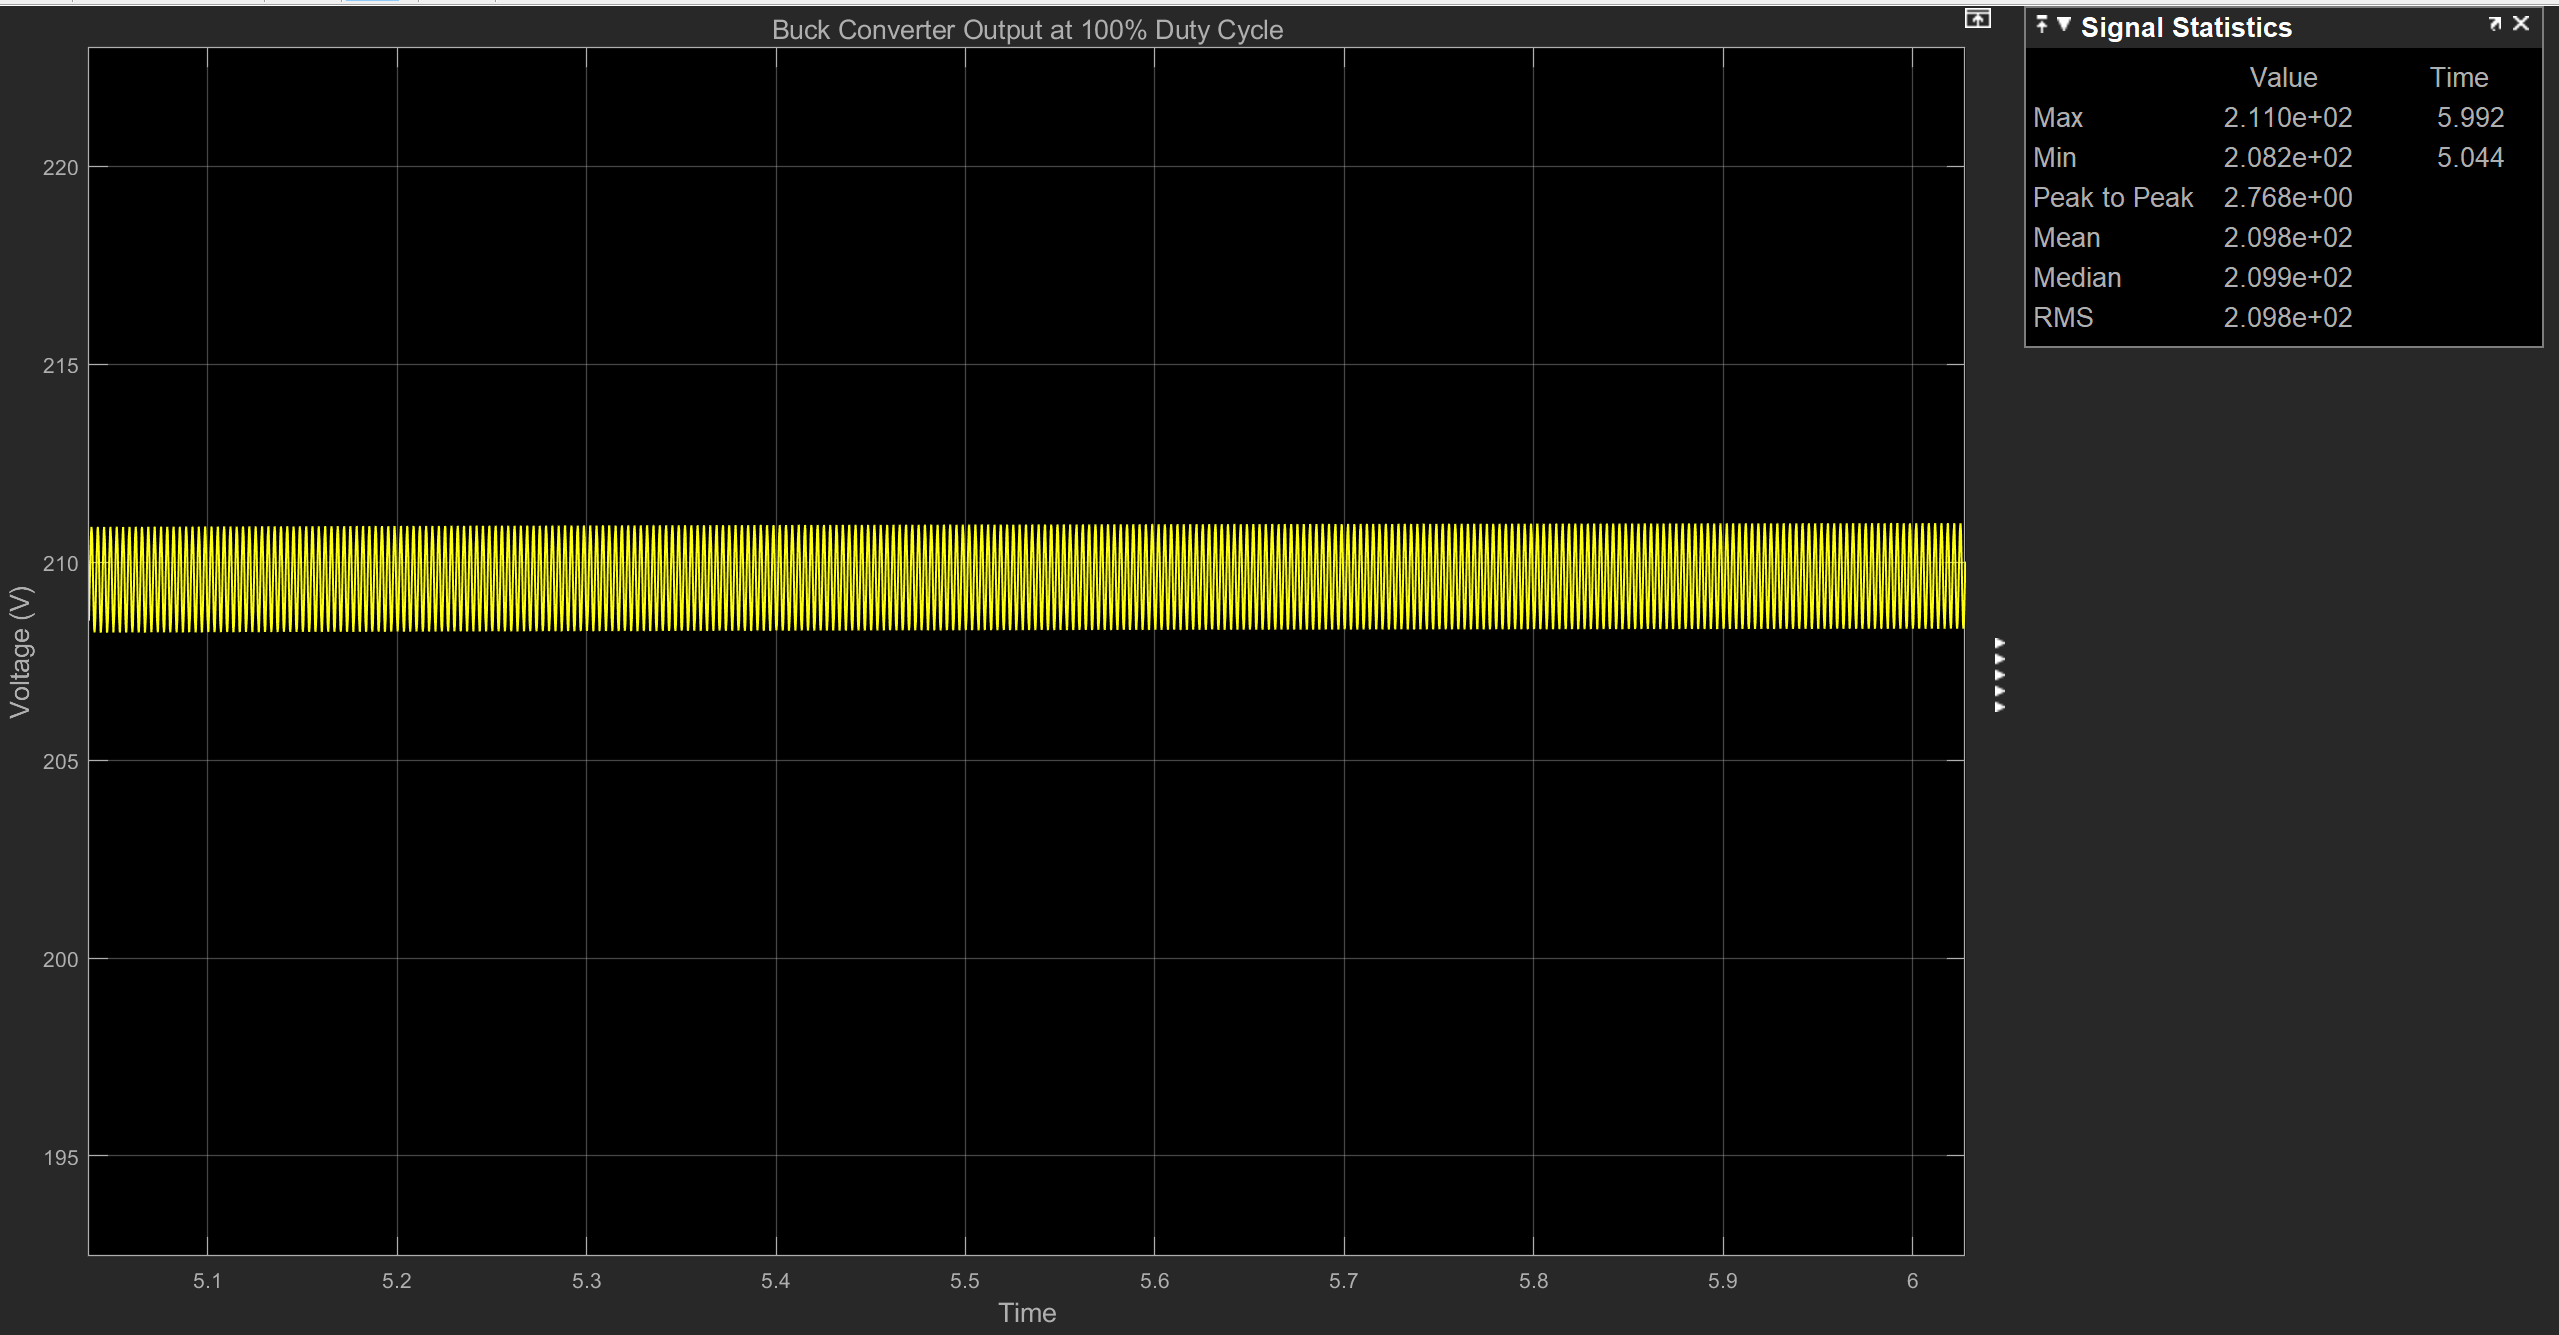 Buck Converter Output at 100% Duty Cycle
Signal Statistics
Value Time
Max 2.110e+02 5.992
Min 2.082e+02 5.044
Peak to Peak 2.768e+00
Mean 2.098e+02
Median 2.099e+02
RMS 2.098e+02
220
215
210
205
200
195
Voltage (V)
5.1 5.2 5.3 5.4 5.5 5.6 5.7 5.8 5.9 6
Time